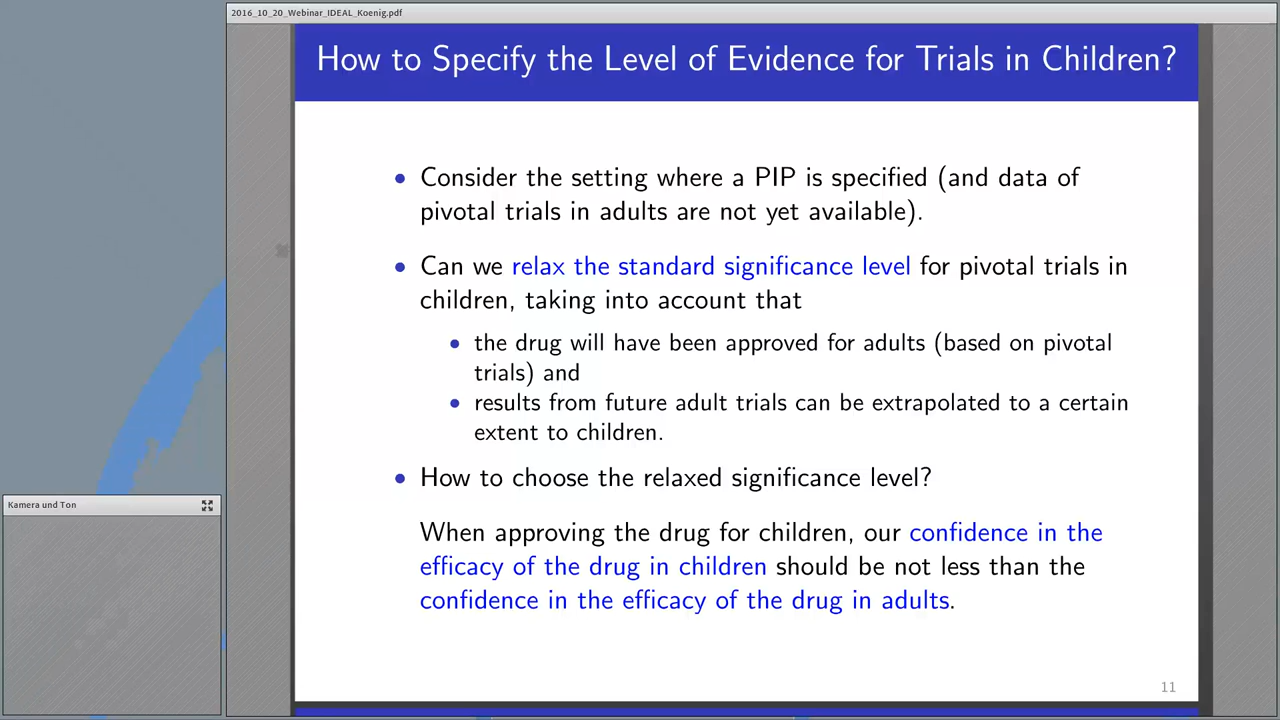 2016_10_20_Webinar_IDEAL_Koenig.pdf
How to Specify the Level of Evidence for Trials in Children?
• Consider the setting where a PIP is specified (and data of
pivotal trials in adults are not yet available).
• Can we relax the standard significance level for pivotal trials in
children, taking into account that
• the drug will have been approved for adults (based on pivotal
trials) and
• results from future adult trials can be extrapolated to a certain
extent to children.
• How to choose the relaxed significance level?
When approving the drug for children, our confidence in the
efficacy of the drug in children should be not less than the
confidence in the efficacy of the drug in adults.
11
Kamera und Ton